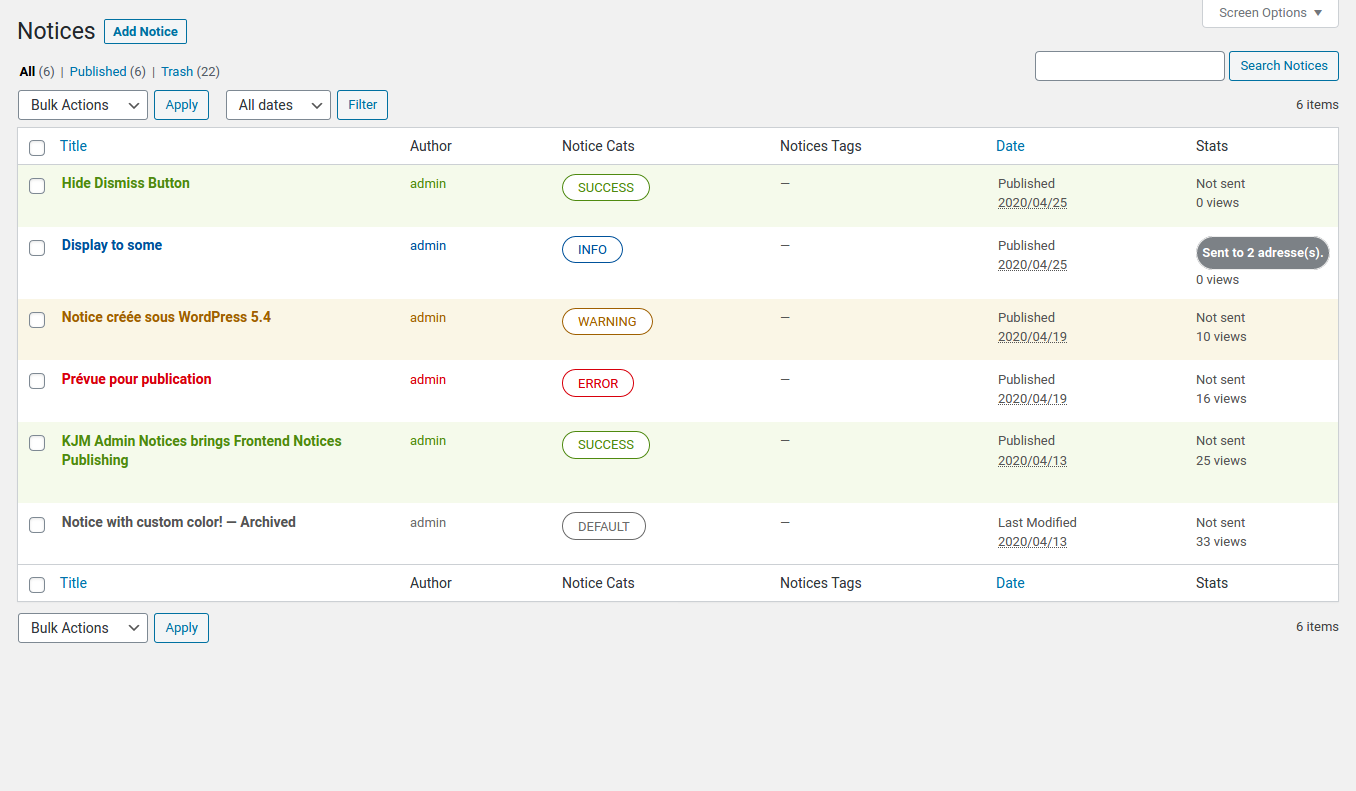 Screen Options
Notices Add Notice
All (6) | Published (6) | Trash (22)
Search Notices
Bulk Actions Apply All dates Filter 6 items
Title Author Notice Cats Notices Tags Date Stats
Hide Dismiss Button admin SUCCESS — Published Not sent
2020/04/25 0 views
Display to some admin INFO — Published Sent to 2 adresse(s).
2020/04/25 0 views
Notice créée sous WordPress 5.4 admin WARNING — Published Not sent
2020/04/19 10 views
Prévue pour publication admin ERROR — Published Not sent
2020/04/19 16 views
KJM Admin Notices brings Frontend Notices admin SUCCESS — Published Not sent
Publishing 2020/04/13 25 views
Notice with custom color! — Archived admin DEFAULT — Last Modified Not sent
2020/04/13 33 views
Title Author Notice Cats Notices Tags Date Stats
Bulk Actions Apply 6 items